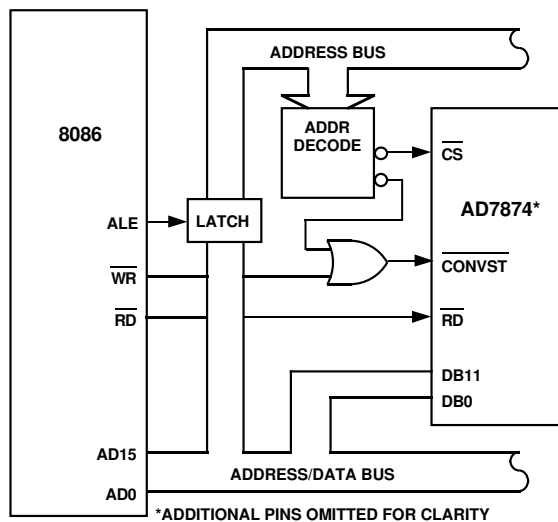 ADDRESS BUS
8086
ADDR
DECODE
CS
AD7874*
ALE
LATCH
WR
CONVST
RD
RD
DB11
DB0
AD15
ADDRESS/DATA BUS
AD0
*ADDITIONAL PINS OMITTED FOR CLARITY